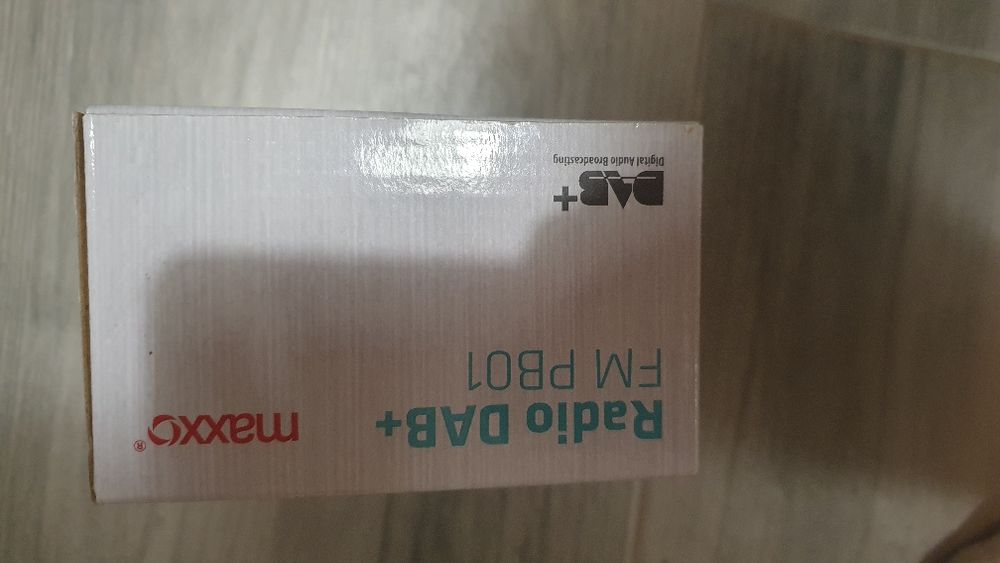 Radio DAB+
FM PB01
maxxo®
DAB+
Digital Audio Broadcasting